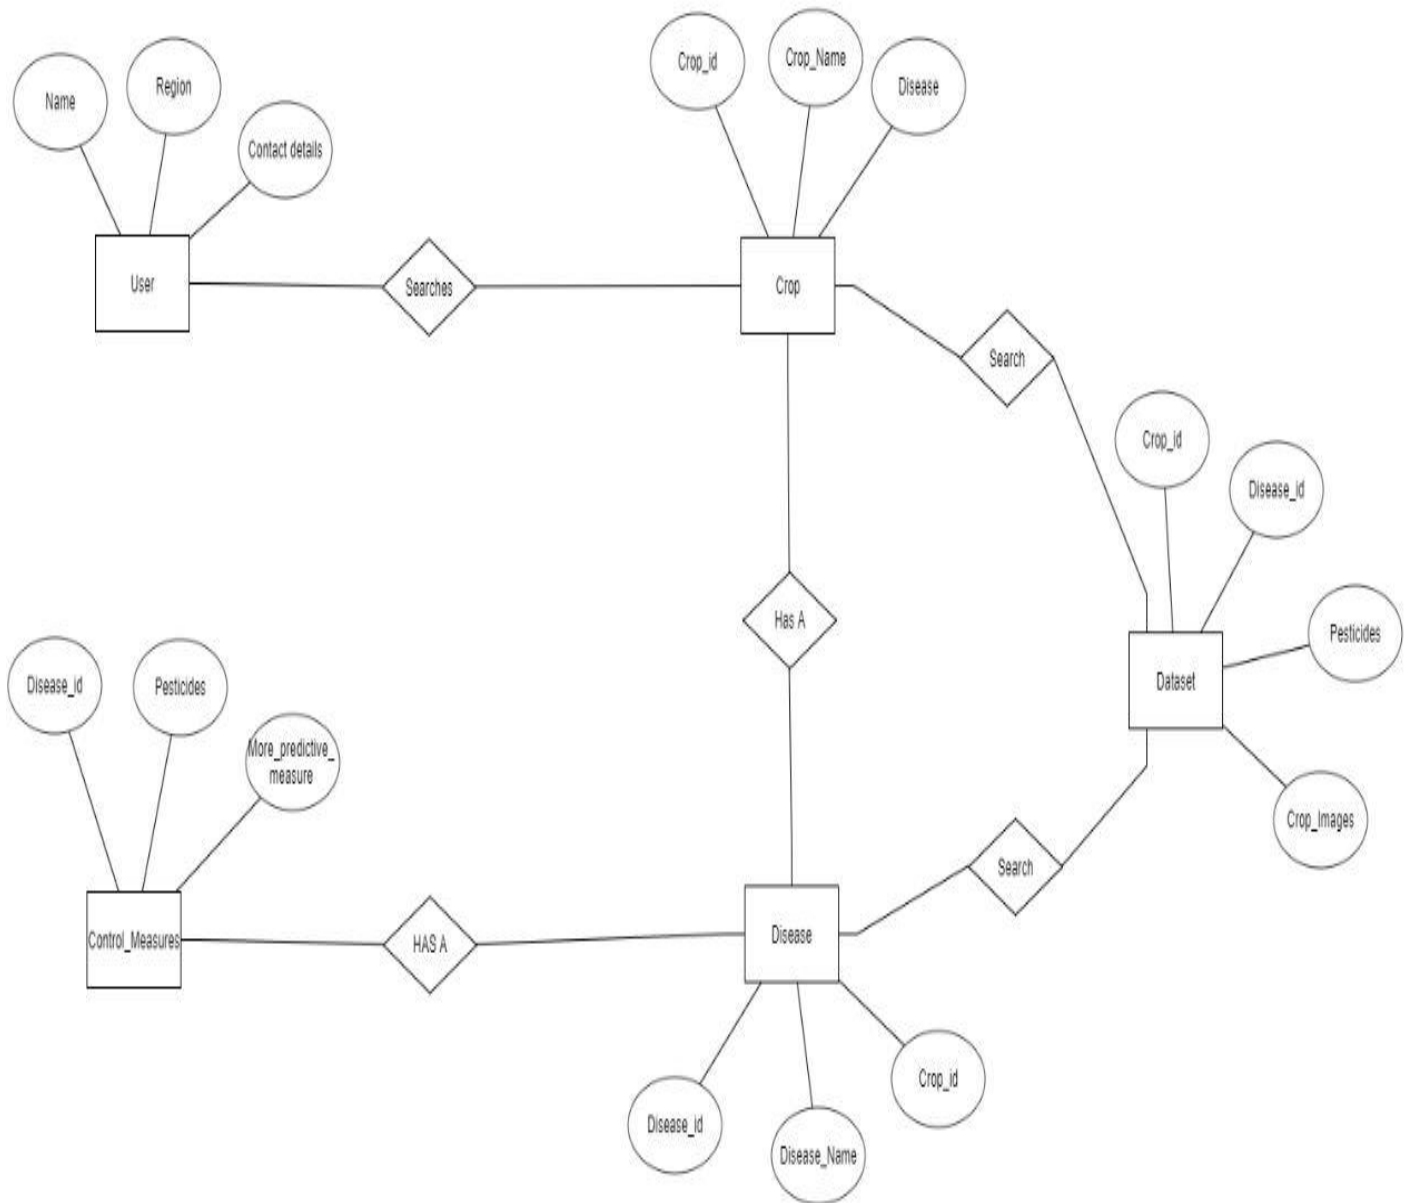 Crop_id
Crop_Name
Disease
Region
Name
Contact details
User
Searches
Crop
Search
Crop_id
Disease_id
Has A
Pesticides
Dataset
Disease_id
Pesticides
More_predictive_
measure
Crop_Images
Search
Control_Measures
HAS A
Disease
Crop_id
Disease_id
Disease_Name